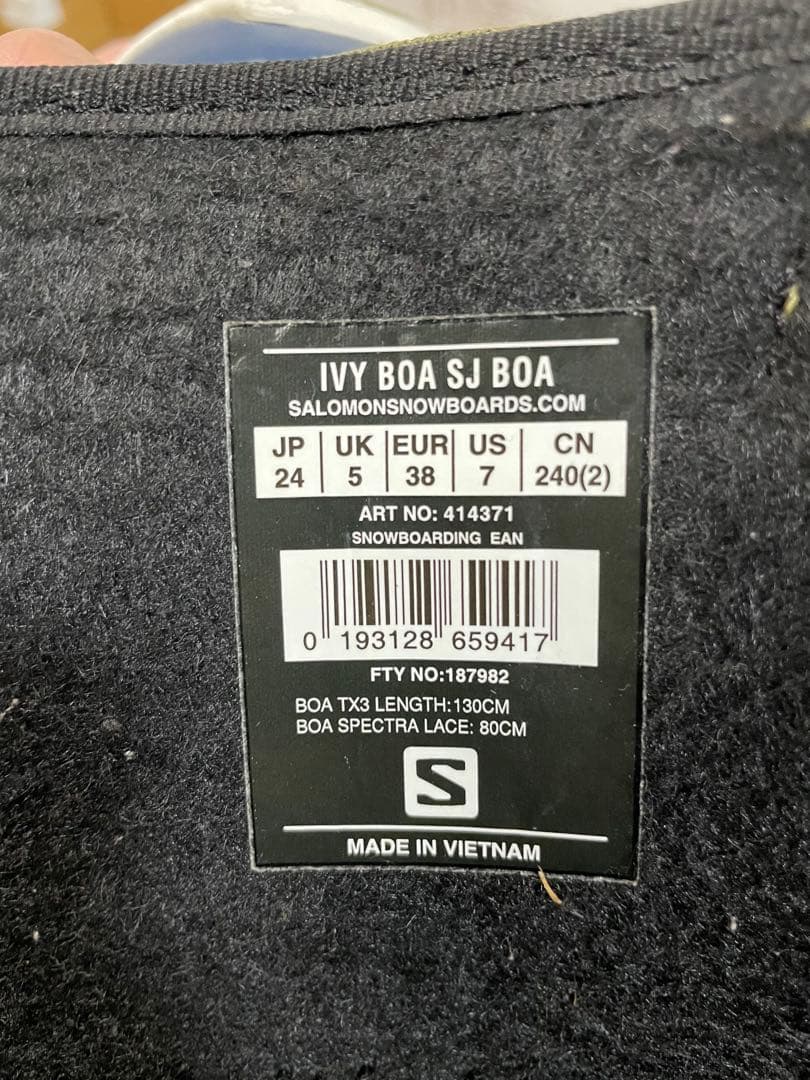 IVY BOA SJ BOA
SALOMONSNOWBOARDS.COM
JP UK EUR US CN
24 5 38 7 240(2)
ART NO: 414371
SNOWBOARDING EAN
0 193128 659417
FTY NO:187982
BOA TX3 LENGTH:130CM
BOA SPECTRA LACE: 80CM
S
MADE IN VIETNAM